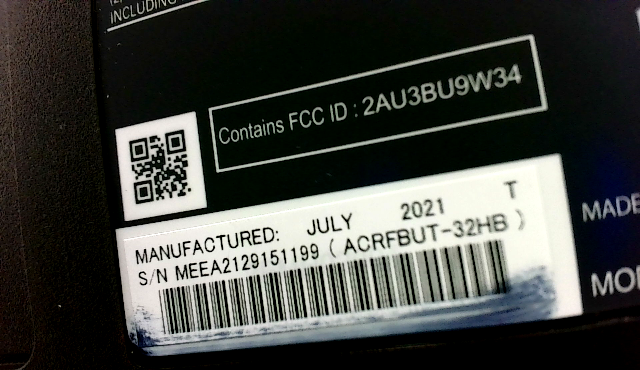 INCLUDING
Contains FCC ID : 2AU3BU9W34
MANUFACTURED: JULY 2021 T
S/N MEEA2129151199 ( ACRFBUT-32HB )
MADE
MO